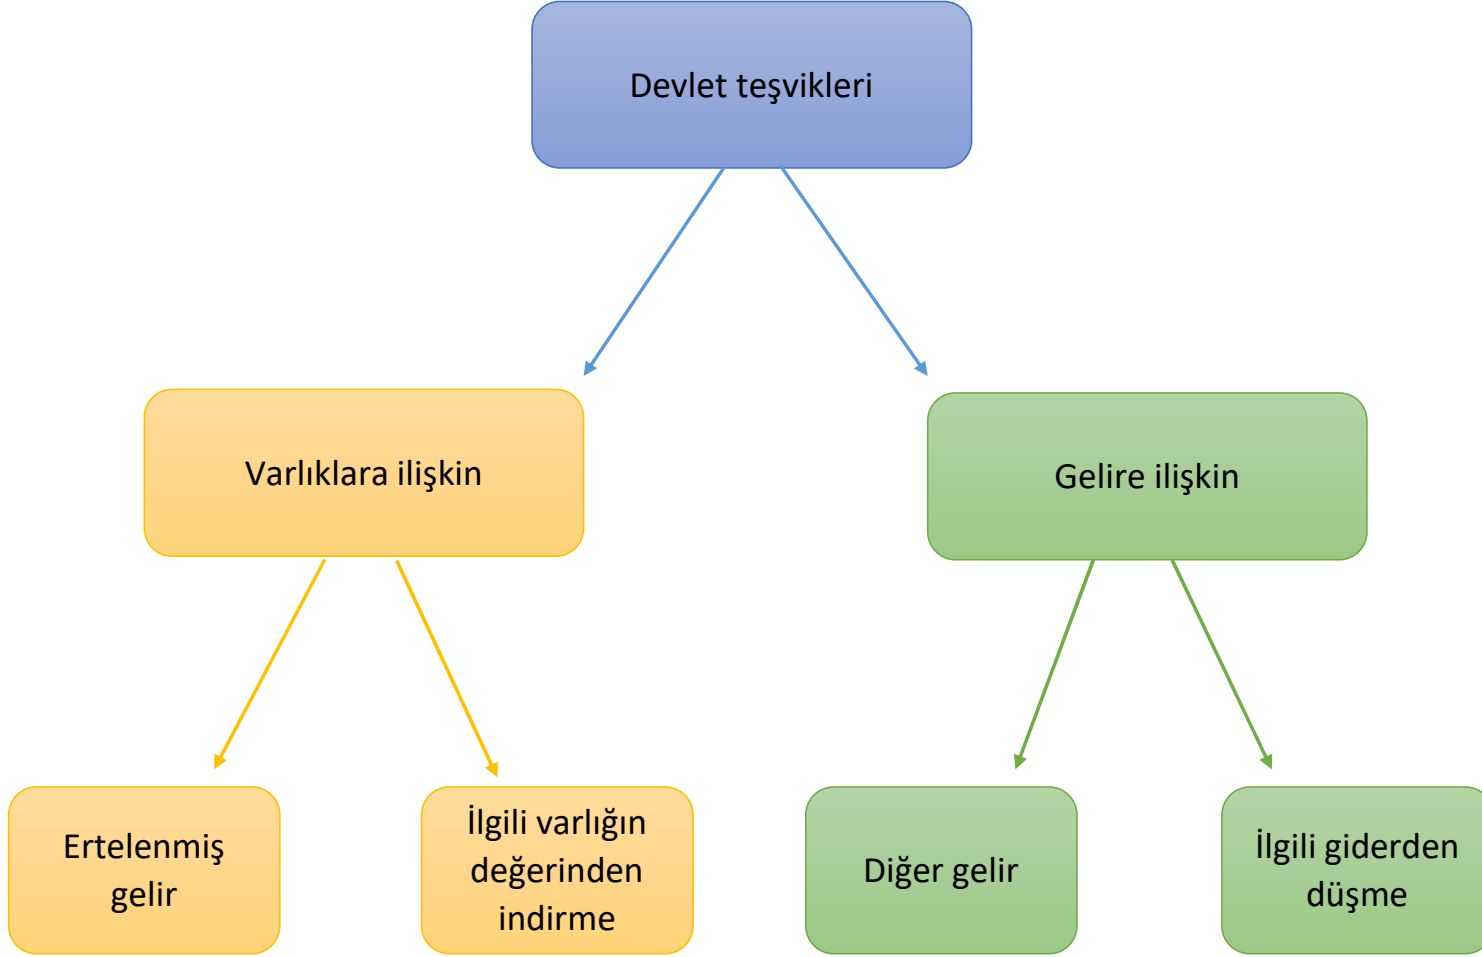 Devlet teşvikleri
Varlıklara ilişkin
Gelire ilişkin
Ertelenmiş
gelir
İlgili varlığın
değerinden
indirme
Diğer gelir
İlgili giderden
düşme